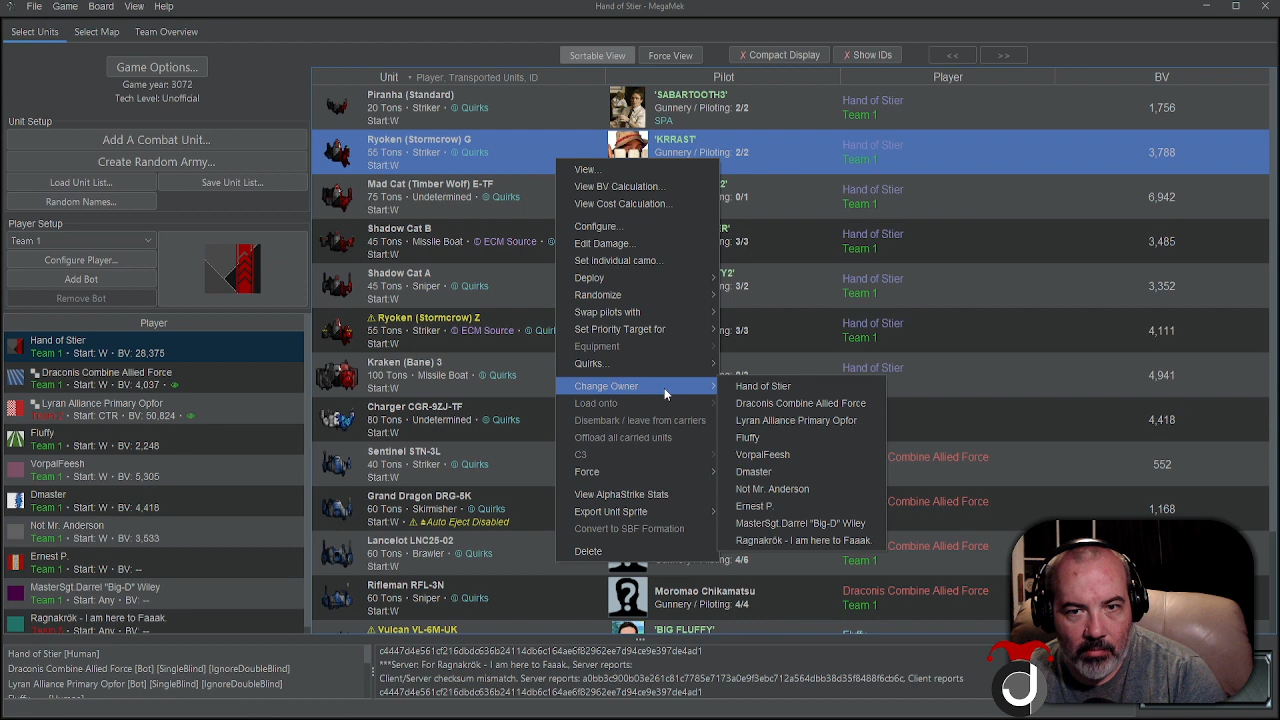 File Game Board View Help
Hand of Stier - MegaMek
Select Units Select Map Team Overview
Game Options...
Game year: 3072
Tech Level: Unofficial
Unit Setup
Add A Combat Unit...
Create Random Army...
Load Unit List... Save Unit List...
Random Names...
Player Setup
Team 1
Configure Player...
Add Bot
Remove Bot
Player
Hand of Stier
Team 1 • Start: W • BV: 28,375
Draconis Combine Allied Force
Team 1 • Start: W • BV: 4,037 •
Lyran Alliance Primary Opfor
Start: CTR • BV: 50,824 •
Fluffy
Team 1 • Start: W • BV: 2,248
VorpalFeesh
Team 1 • Start: W • BV: 5,305
Dmaster
Team 1 • Start: W • BV: 4,418
Not Mr. Anderson
Team 1 • Start: W • BV: 3,533
Ernest P.
Team 1 • Start: W • BV: --
MasterSgt.Darrel "Big-D" Wiley
Team 1 • Start: Any • BV: --
Ragnakrök - I am here to Faaak.
Start: Any • BV: --
Sortable View Force View ✗ Compact Display ✗ Show IDs << >>
Unit • Player, Transported Units, ID Pilot Player BV
Piranha (Standard)
20 Tons • Striker • Quirks
Start:W
'SABARTOOTH3'
Gunnery / Piloting: 2/2
SPA
Hand of Stier
Team 1
1,756
Ryoken (Stormcrow) G
55 Tons • Striker • Quirks
Start:W
'KRRAST'
Gunnery / Piloting: 2/2
Hand of Stier
Team 1
3,788
Mad Cat (Timber Wolf) E-TF
75 Tons • Undetermined • Quirks
Start:W
2'
ng: 0/1
Hand of Stier
Team 1
6,942
Shadow Cat B
45 Tons • Missile Boat • ECM Source •
Start:W
R'
ng: 3/3
Hand of Stier
Team 1
3,485
Shadow Cat A
45 Tons • Sniper • Quirks
Start:W
Y2'
ng: 3/3
Hand of Stier
Team 1
3,352
⚠ Ryoken (Stormcrow) Z
55 Tons • Striker • ECM Source • Quir
Start:W
ng: 3/3
Hand of Stier
Team 1
4,111
Kraken (Bane) 3
100 Tons • Missile Boat • Quirks
Start:W
Hand of Stier
4,941
Charger CGR-9ZJ-TF
80 Tons • Undetermined • Quirks
Start:W
4,418
Sentinel STN-3L
40 Tons • Striker • Quirks
Start:W
Combine Allied Force
552
Grand Dragon DRG-5K
60 Tons • Skirmisher • Quirks
Start:W • ⚠ Auto Eject Disabled
Combine Allied Force
1,168
Lancelot LNC25-02
60 Tons • Brawler • Quirks
Start:W
Gunnery / Piloting: 4/6
Combine Allied Force
Team 1
Rifleman RFL-3N
60 Tons • Sniper • Quirks
Start:W
Moromao Chikamatsu
Gunnery / Piloting: 4/4
Draconis Combine Allied Force
Team 1
⚠ Vulcan VL-6M-UK
'BIG FLUFFY'
Fluffy
View...
View BV Calculation...
View Cost Calculation...
Configure...
Edit Damage...
Set individual camo...
Deploy
Randomize
Swap pilots with
Set Priority Target for
Equipment
Quirks...
Change Owner
Load onto
Disembark / leave from carriers
Offload all carried units
C3
Force
View AlphaStrike Stats
Export Unit Sprite
Convert to SBF Formation
Delete
Hand of Stier
Draconis Combine Allied Force
Lyran Alliance Primary Opfor
Fluffy
VorpalFeesh
Dmaster
Not Mr. Anderson
Ernest P.
MasterSgt.Darrel "Big-D" Wiley
Ragnakrök - I am here to Faaak.
Hand of Stier [Human]
Draconis Combine Allied Force [Bot] [SingleBlind] [IgnoreDoubleBlind]
Lyran Alliance Primary Opfor [Bot] [SingleBlind] [IgnoreDoubleBlind]
c4447d4e561cf216dbdc636b24164ae6f82962ee7d94ce9e397de4ad1
***Server: For Ragnakrök - I am here to Faaak., Server reports: